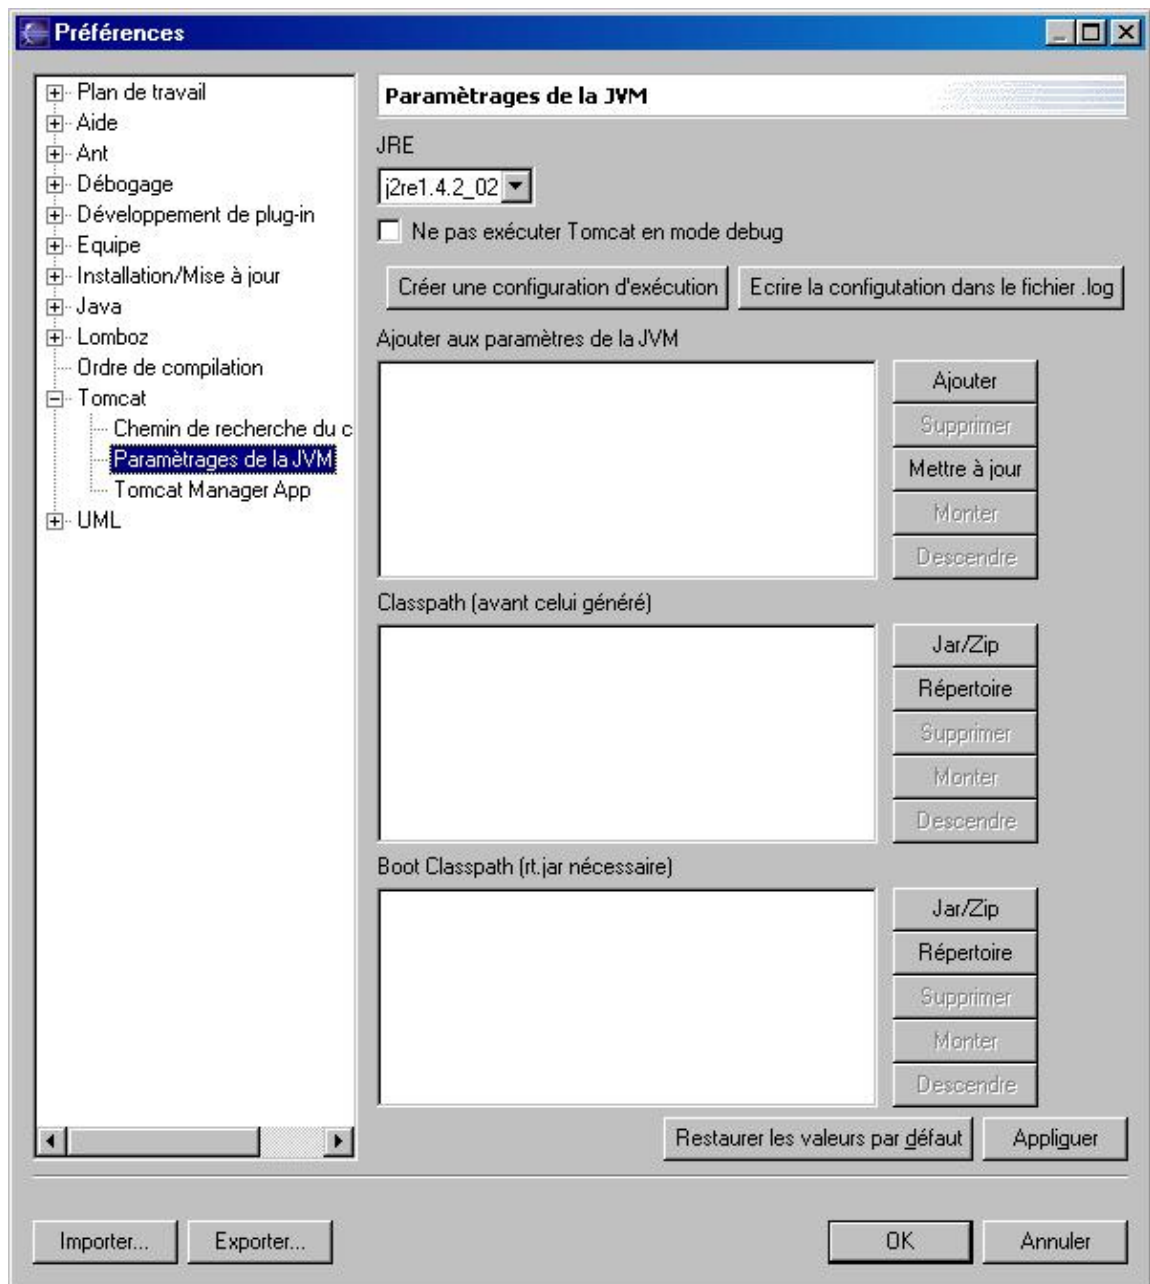 Préférences
Plan de travail
Aide
Ant
Débogage
Développement de plug-in
Equipe
Installation/Mise à jour
Java
Lomboz
Ordre de compilation
Tomcat
Chemin de recherche du c
Paramètrages de la JVM
Tomcat Manager App
UML
Paramètrages de la JVM
JRE
j2re1.4.2_02
Ne pas exécuter Tomcat en mode debug
Créer une configuration d'exécution
Ecrire la configutation dans le fichier .log
Ajouter aux paramètres de la JVM
Ajouter
Supprimer
Mettre à jour
Monter
Descendre
Classpath (avant celui généré)
Jar/Zip
Répertoire
Supprimer
Monter
Descendre
Boot Classpath (rt.jar nécessaire)
Jar/Zip
Répertoire
Supprimer
Monter
Descendre
Restaurer les valeurs par défaut
Appliquer
Importer...
Exporter...
OK
Annuler